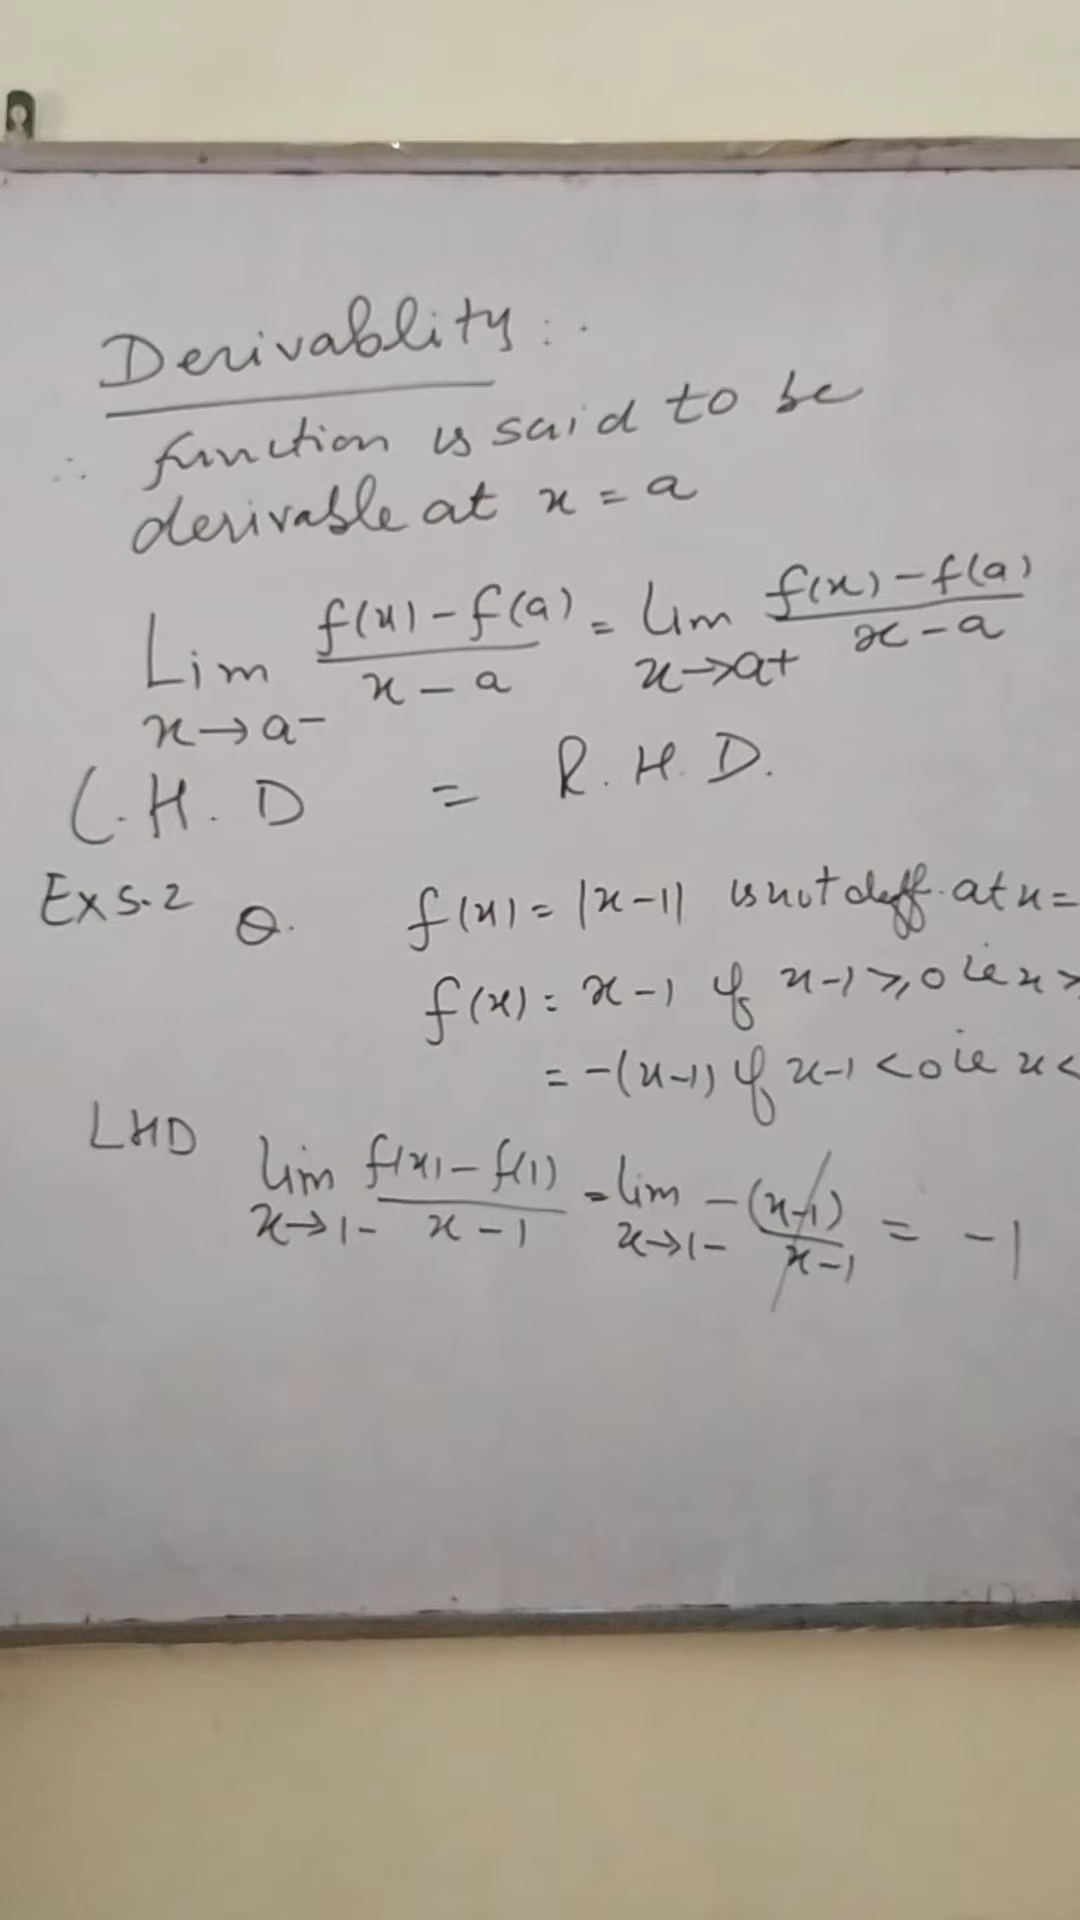 Derivablity :.
∴ function is said to be
derivable at x = a
Lim x→a- f(x) - f(a) / x - a = Lim x→a+ f(x) - f(a) / x - a
L.H.D = R.H.D.
Ex 5.2 Q. f(x) = |x-1| is not diff. at x =
f(x) = x-1 if x-1 ≥ 0 ie x >
= -(x-1) if x-1 < 0 ie x <
LHD lim x→1- f(x) - f(1) / x - 1 = lim x→1- -(x-1) / x-1 = -1